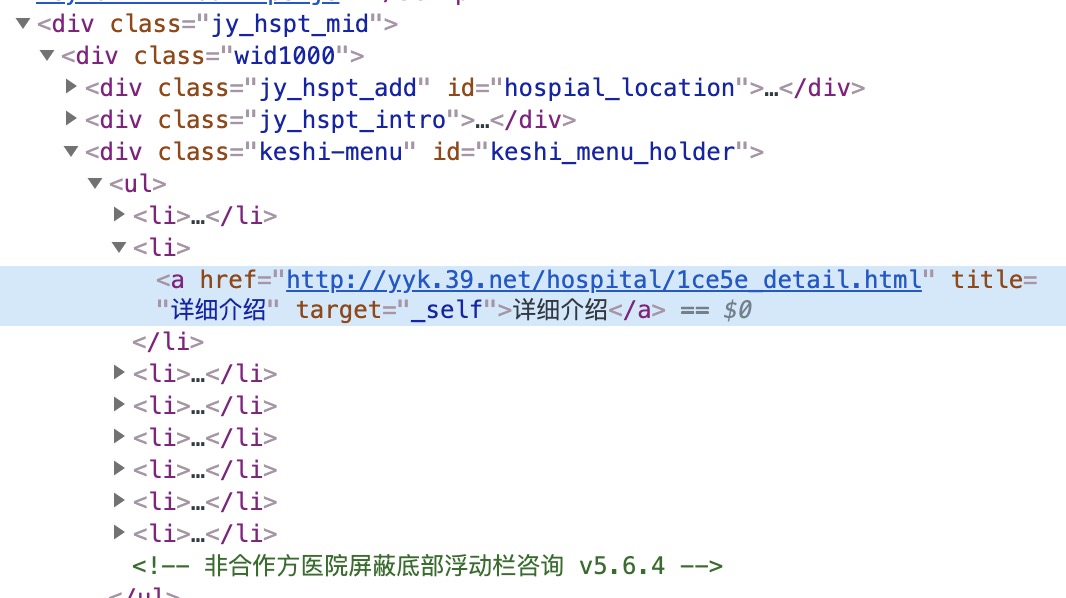 <div class="jy_hspt_mid">
<div class="wid1000">
<div class="jy_hspt_add" id="hospial_location">…</div>
<div class="jy_hspt_intro">…</div>
<div class="keshi-menu" id="keshi_menu_holder">
<ul>
<li>…</li>
<li>
<a href="http://yyk.39.net/hospital/1ce5e_detail.html" title=
"详细介绍" target="_self">详细介绍</a> == $0
</li>
<li>…</li>
<li>…</li>
<li>…</li>
<li>…</li>
<li>…</li>
<li>…</li>
<!-- 非合作方医院屏蔽底部浮动栏咨询 v5.6.4 -->
</ul>